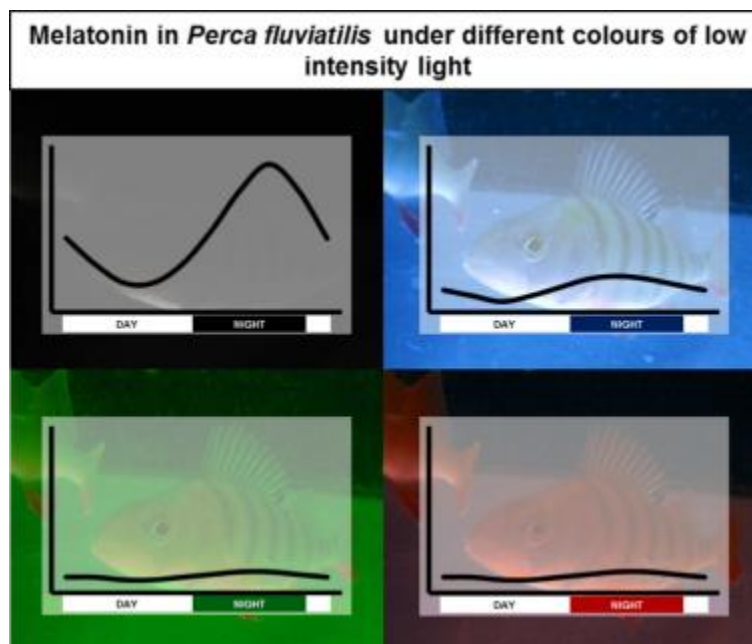 Melatonin in Perca fluviatilis under different colours of low
intensity light
DAY NIGHT
DAY NIGHT
DAY NIGHT
DAY NIGHT